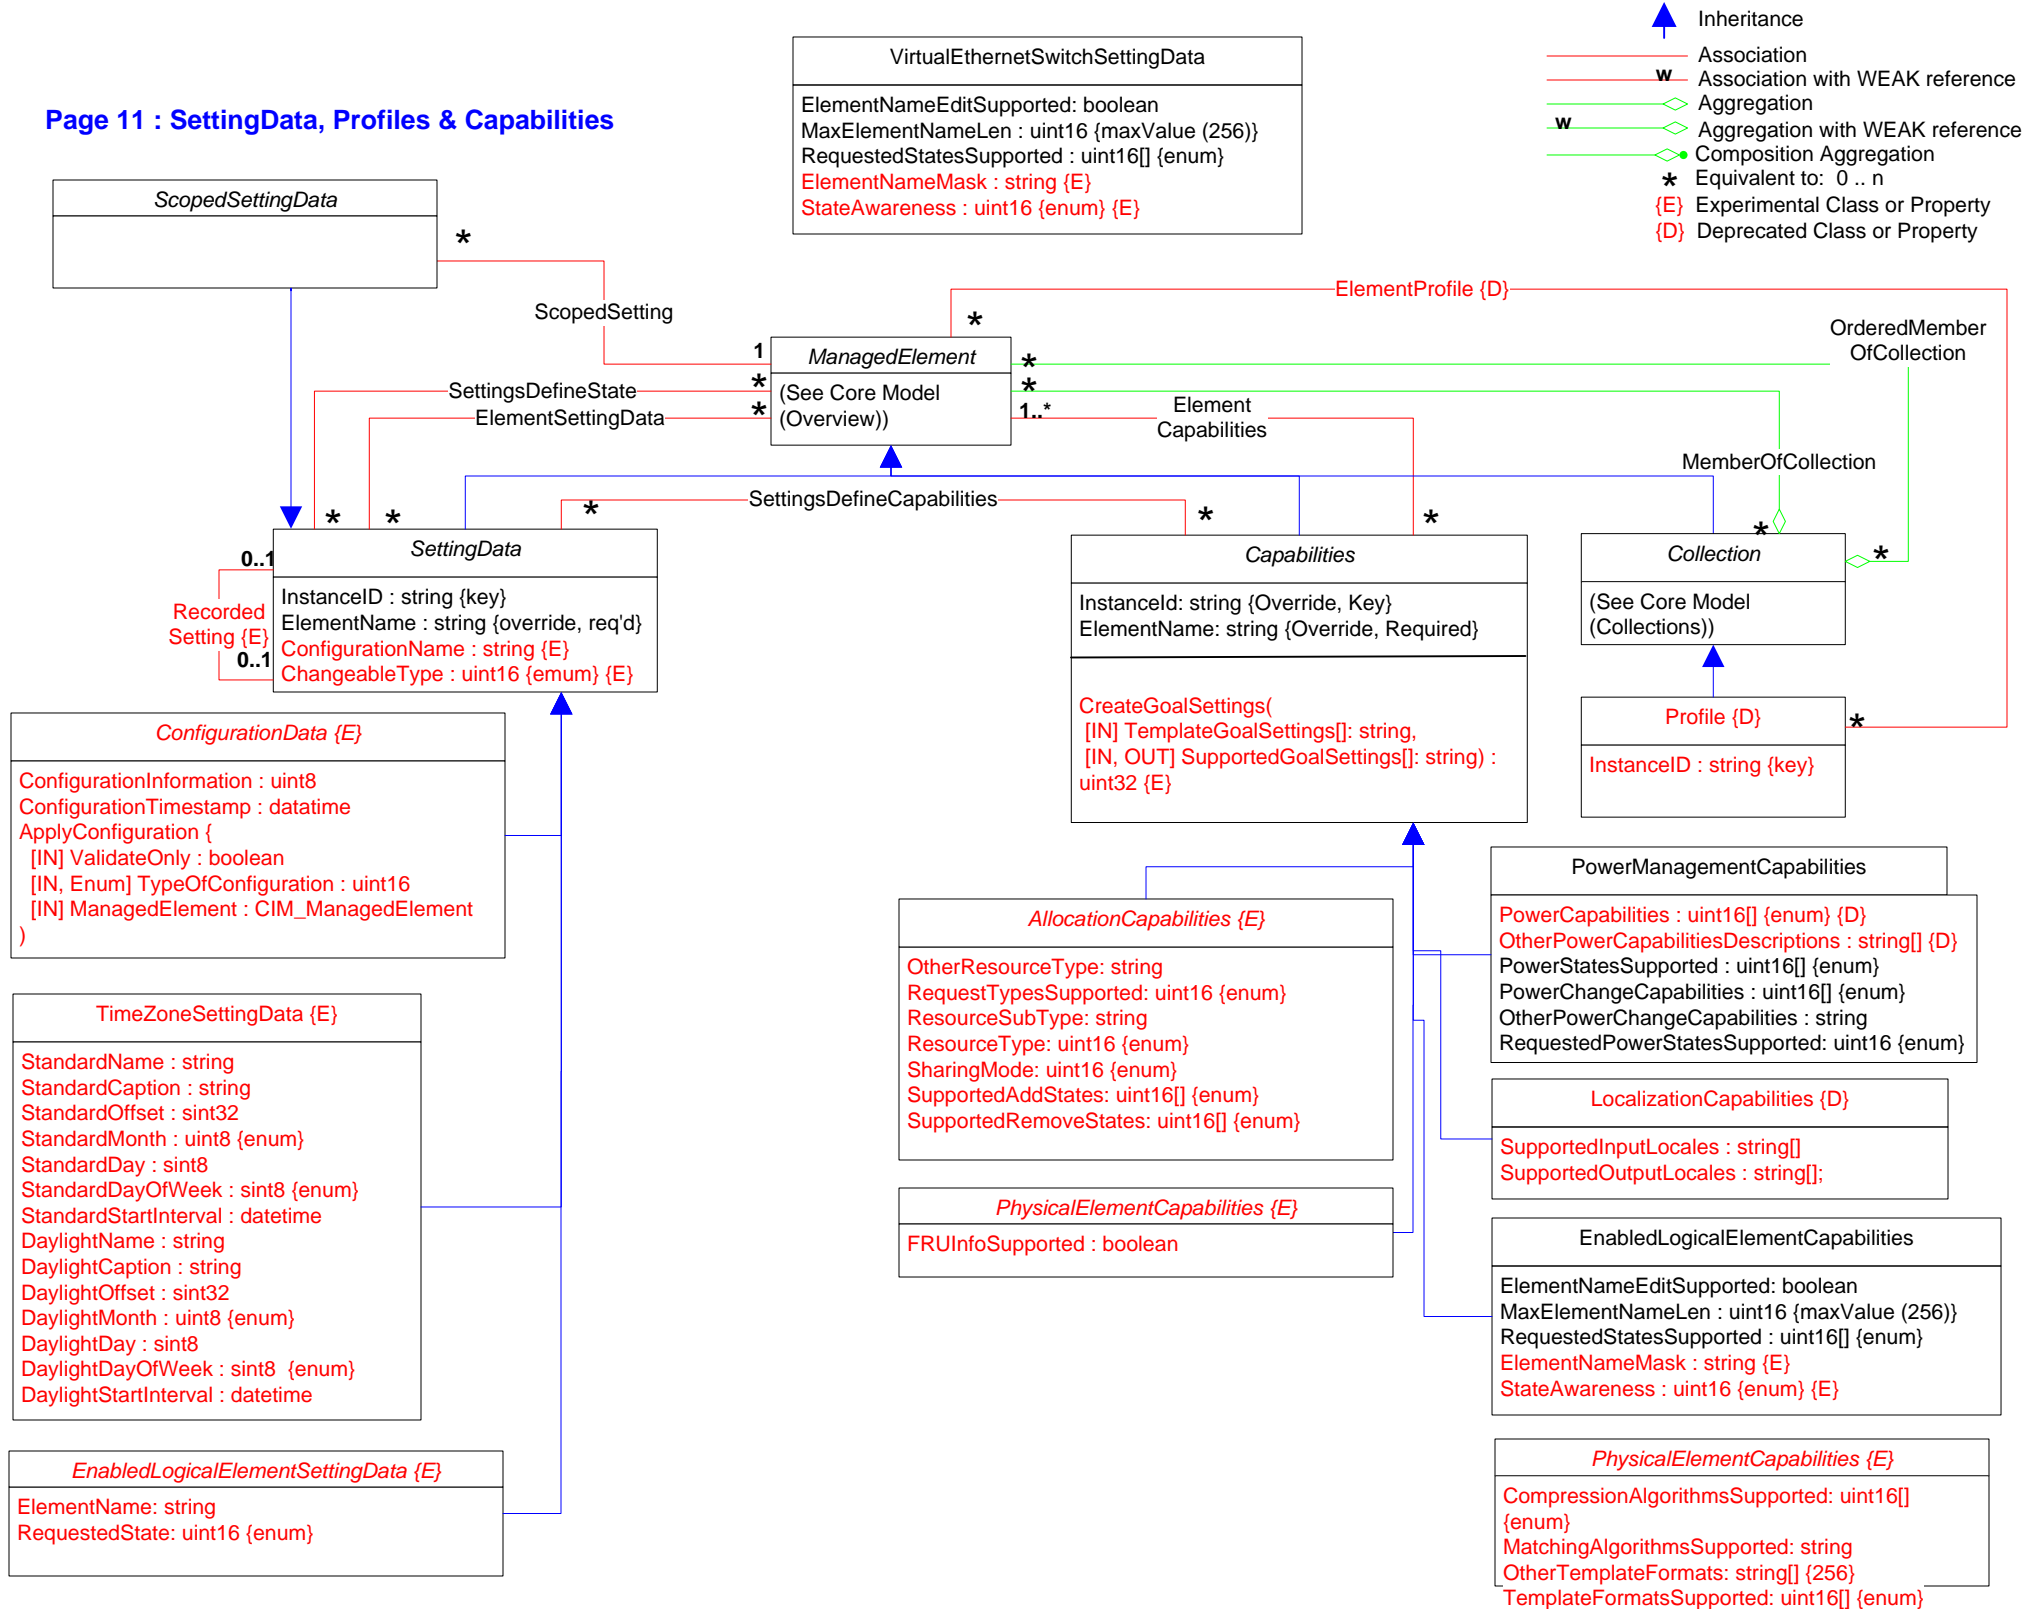 Page 11 : SettingData, Profiles & Capabilities
VirtualEthernetSwitchSettingData
ElementNameEditSupported: boolean
MaxElementNameLen : uint16 {maxValue (256)}
RequestedStatesSupported : uint16[] {enum}
ElementNameMask : string {E}
StateAwareness : uint16 {enum} {E}
Inheritance
Association
w
Association with WEAK reference
Aggregation
w
Aggregation with WEAK reference
Composition Aggregation
* Equivalent to: 0 .. n
{E} Experimental Class or Property
{D} Deprecated Class or Property
ScopedSettingData
*
ScopedSetting
1
ElementProfile {D}
*
OrderedMember
OfCollection
ManagedElement
(See Core Model
(Overview))
*
*
SettingsDefineState
*
ElementSettingData
*
1..*
Element
Capabilities
MemberOfCollection
SettingsDefineCapabilities
*
*
*
*
*
*
*
0..1
Recorded
Setting {E}
0..1
SettingData
InstanceID : string {key}
ElementName : string {override, req'd}
ConfigurationName : string {E}
ChangeableType : uint16 {emum} {E}
Capabilities
InstanceId: string {Override, Key}
ElementName: string {Override, Required}
CreateGoalSettings(
[IN] TemplateGoalSettings[]: string,
[IN, OUT] SupportedGoalSettings[]: string) :
uint32 {E}
Collection
(See Core Model
(Collections))
Profile {D}
*
InstanceID : string {key}
ConfigurationData {E}
ConfigurationInformation : uint8
ConfigurationTimestamp : datatime
ApplyConfiguration {
[IN] ValidateOnly : boolean
[IN, Enum] TypeOfConfiguration : uint16
[IN] ManagedElement : CIM_ManagedElement
)
TimeZoneSettingData {E}
StandardName : string
StandardCaption : string
StandardOffset : sint32
StandardMonth : uint8 {enum}
StandardDay : sint8
StandardDayOfWeek : sint8 {enum}
StandardStartInterval : datetime
DaylightName : string
DaylightCaption : string
DaylightOffset : sint32
DaylightMonth : uint8 {enum}
DaylightDay : sint8
DaylightDayOfWeek : sint8 {enum}
DaylightStartInterval : datetime
EnabledLogicalElementSettingData {E}
ElementName: string
RequestedState: uint16 {enum}
AllocationCapabilities {E}
OtherResourceType: string
RequestTypesSupported: uint16 {enum}
ResourceSubType: string
ResourceType: uint16 {enum}
SharingMode: uint16 {enum}
SupportedAddStates: uint16[] {enum}
SupportedRemoveStates: uint16[] {enum}
PhysicalElementCapabilities {E}
FRUInfoSupported : boolean
PowerManagementCapabilities
PowerCapabilities : uint16[] {enum} {D}
OtherPowerCapabilitiesDescriptions : string[] {D}
PowerStatesSupported : uint16[] {enum}
PowerChangeCapabilities : uint16[] {enum}
OtherPowerChangeCapabilities : string
RequestedPowerStatesSupported: uint16 {enum}
LocalizationCapabilities {D}
SupportedInputLocales : string[]
SupportedOutputLocales : string[];
EnabledLogicalElementCapabilities
ElementNameEditSupported: boolean
MaxElementNameLen : uint16 {maxValue (256)}
RequestedStatesSupported : uint16[] {enum}
ElementNameMask : string {E}
StateAwareness : uint16 {enum} {E}
PhysicalElementCapabilities {E}
CompressionAlgorithmsSupported: uint16[]
{enum}
MatchingAlgorithmsSupported: string
OtherTemplateFormats: string[] {256}
TemplateFormatsSupported: uint16[] {enum}